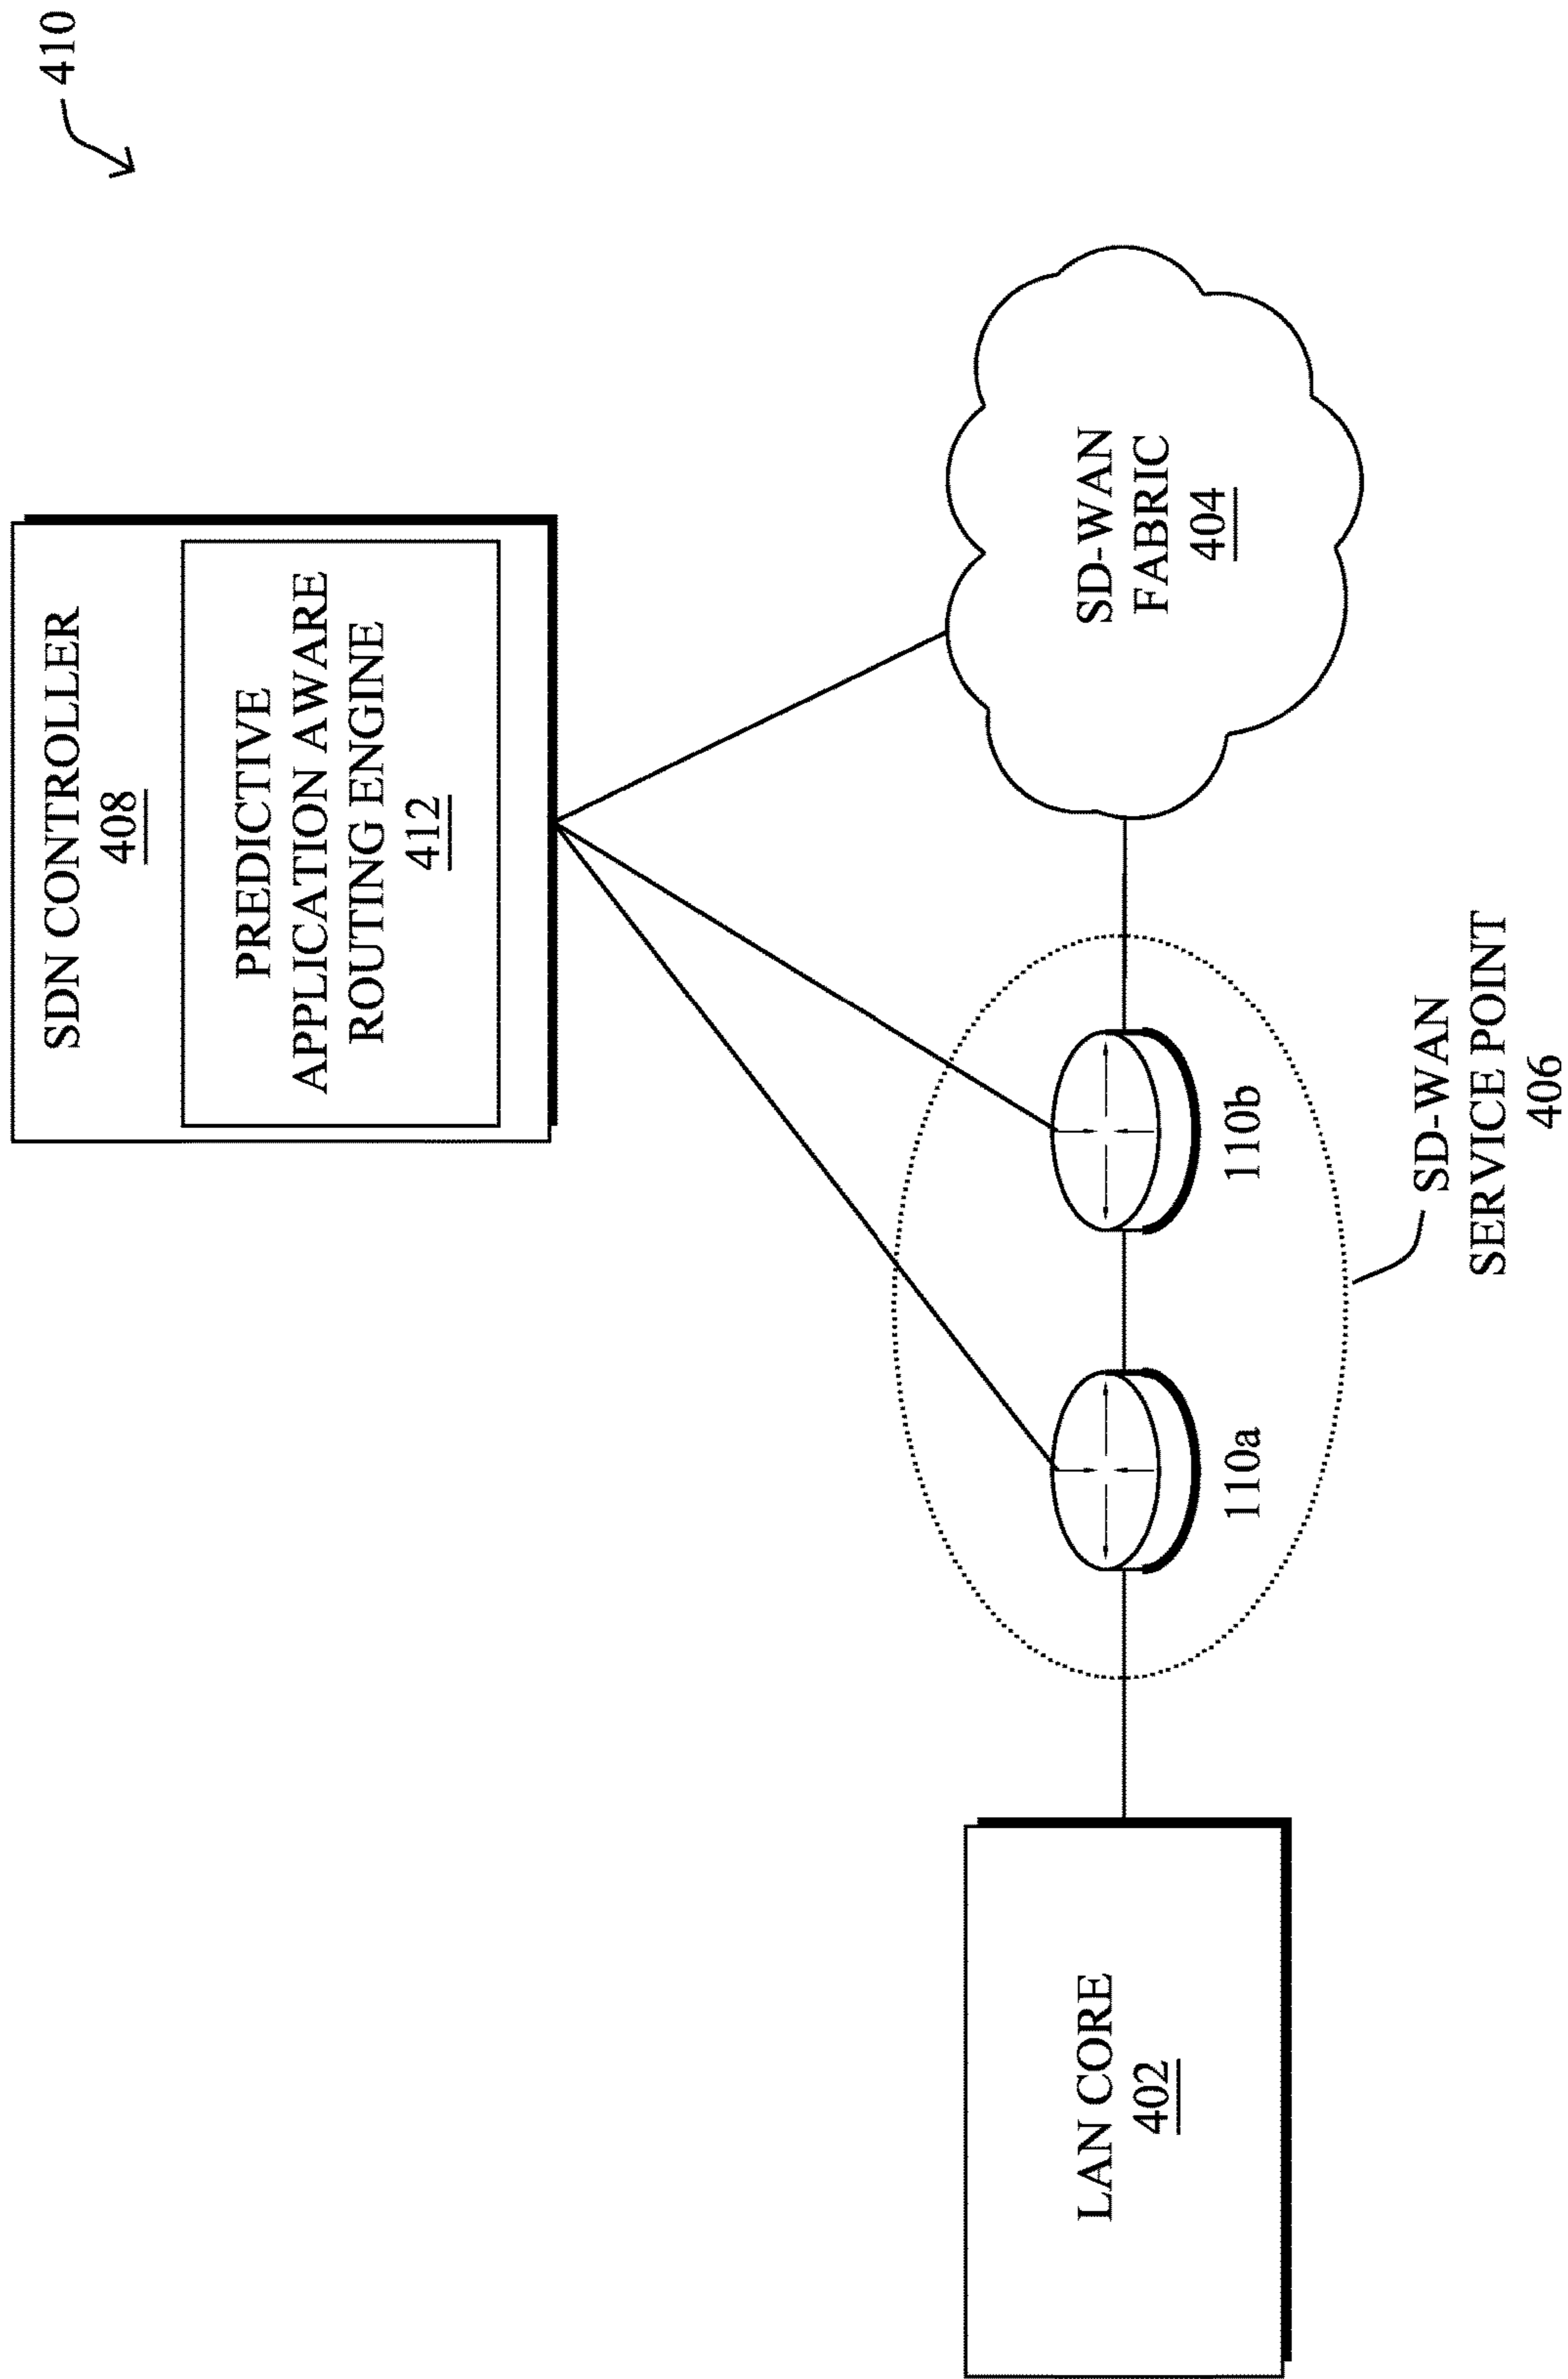 410
SDN CONTROLLER
408
PREDICTIVE
APPLICATION AWARE
ROUTING ENGINE
412
LAN CORE
402
110a
110b
SD-WAN
FABRIC
404
SD-WAN
SERVICE POINT
406